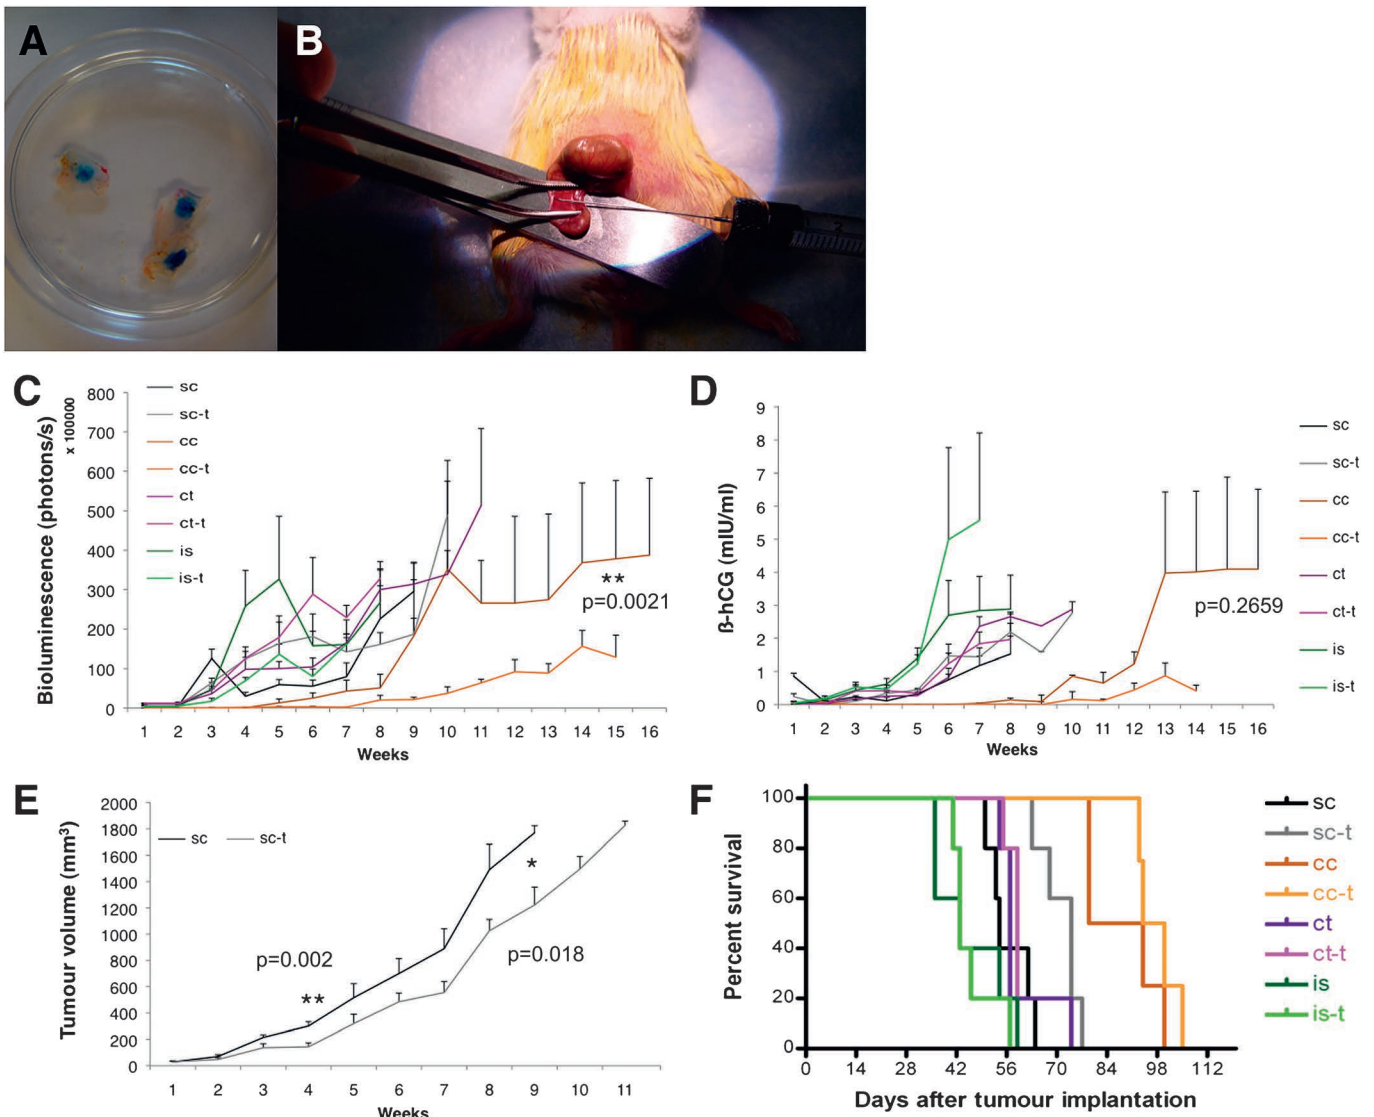 A
B
C
Bioluminescence (photons/s)
x 100000
800
700
600
500
400
300
200
100
0
sc
sc-t
cc
cc-t
ct
ct-t
is
is-t
**
p=0.0021
1 2 3 4 5 6 7 8 9 10 11 12 13 14 15 16
Weeks
D
ß-hCG (mIU/ml)
9
8
7
6
5
4
3
2
1
0
p=0.2659
sc
sc-t
cc
cc-t
ct
ct-t
is
is-t
1 2 3 4 5 6 7 8 9 10 11 12 13 14 15 16
Weeks
E
Tumour volume (mm³)
2000
1800
1600
1400
1200
1000
800
600
400
200
0
sc sc-t
*
p=0.002
p=0.018
**
1 2 3 4 5 6 7 8 9 10 11
Weeks
F
Percent survival
100
80
60
40
20
0
sc
sc-t
cc
cc-t
ct
ct-t
is
is-t
0 14 28 42 56 70 84 98 112
Days after tumour implantation